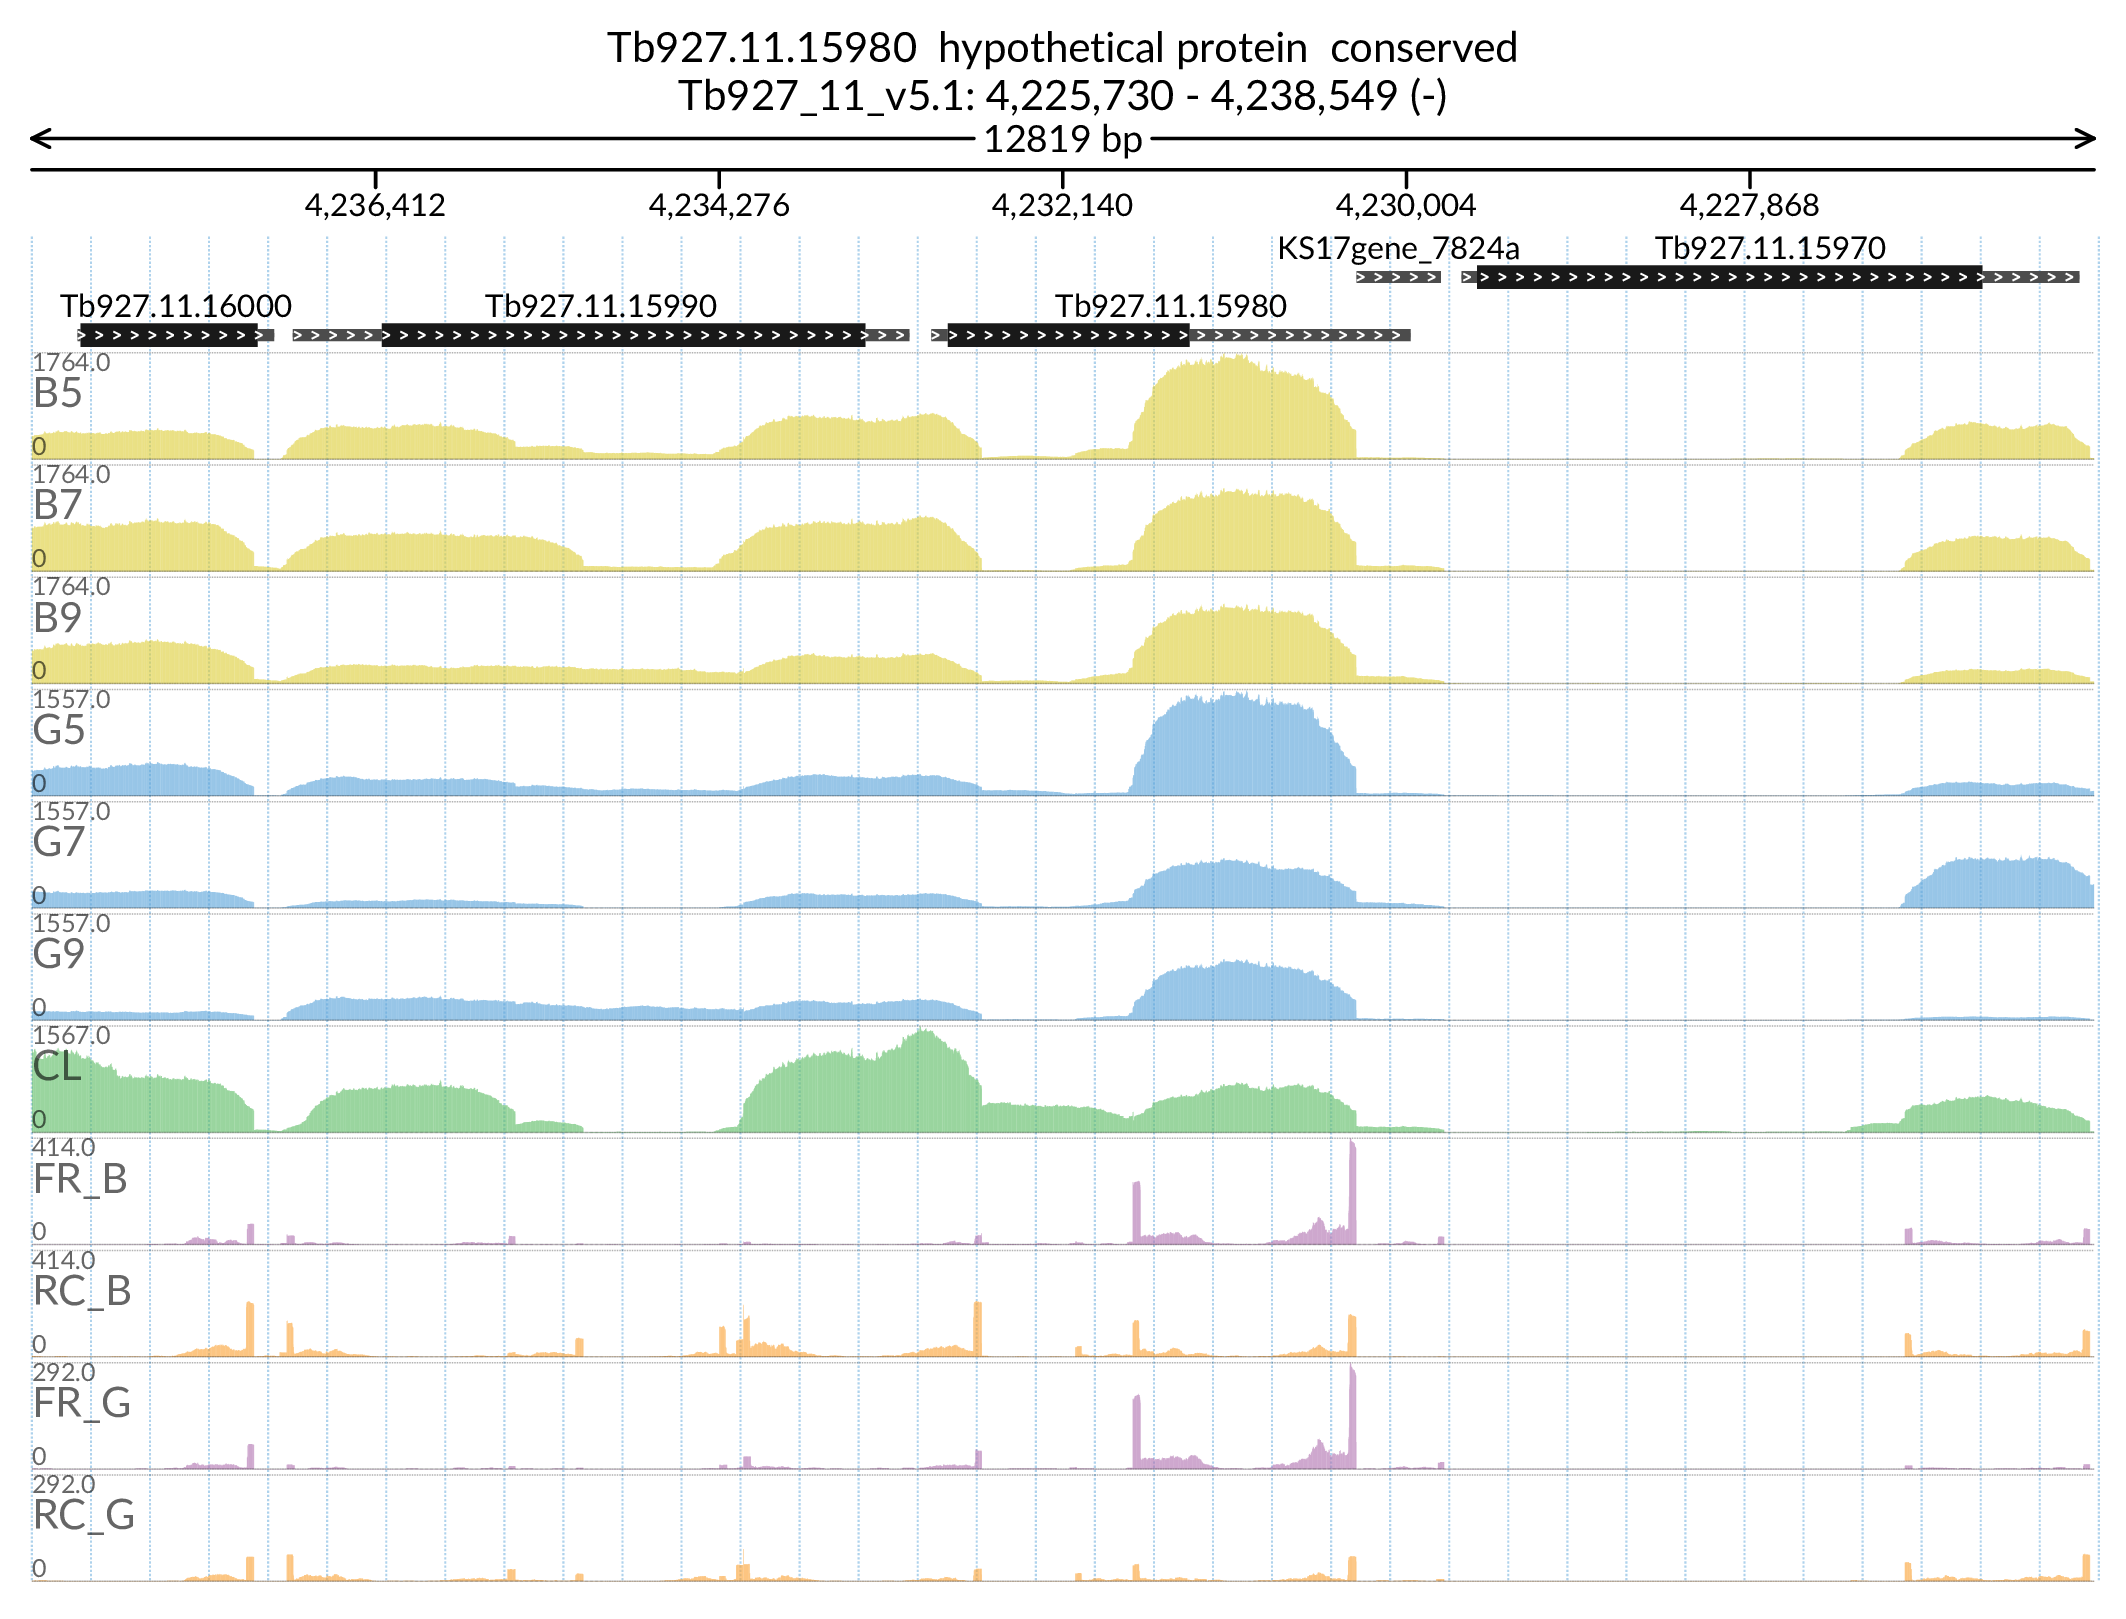 Tb927.11.15980  hypothetical protein  conserved
Tb927_11_v5.1: 4,225,730 - 4,238,549 (-)
12819 bp
4,236,412 4,234,276 4,232,140 4,230,004 4,227,868
KS17gene_7824a Tb927.11.15970
Tb927.11.16000 Tb927.11.15990 Tb927.11.15980
1764.0
B5
0
1764.0
B7
0
1764.0
B9
0
1557.0
G5
0
1557.0
G7
0
1557.0
G9
0
1567.0
CL
0
414.0
FR_B
0
414.0
RC_B
0
292.0
FR_G
0
292.0
RC_G
0